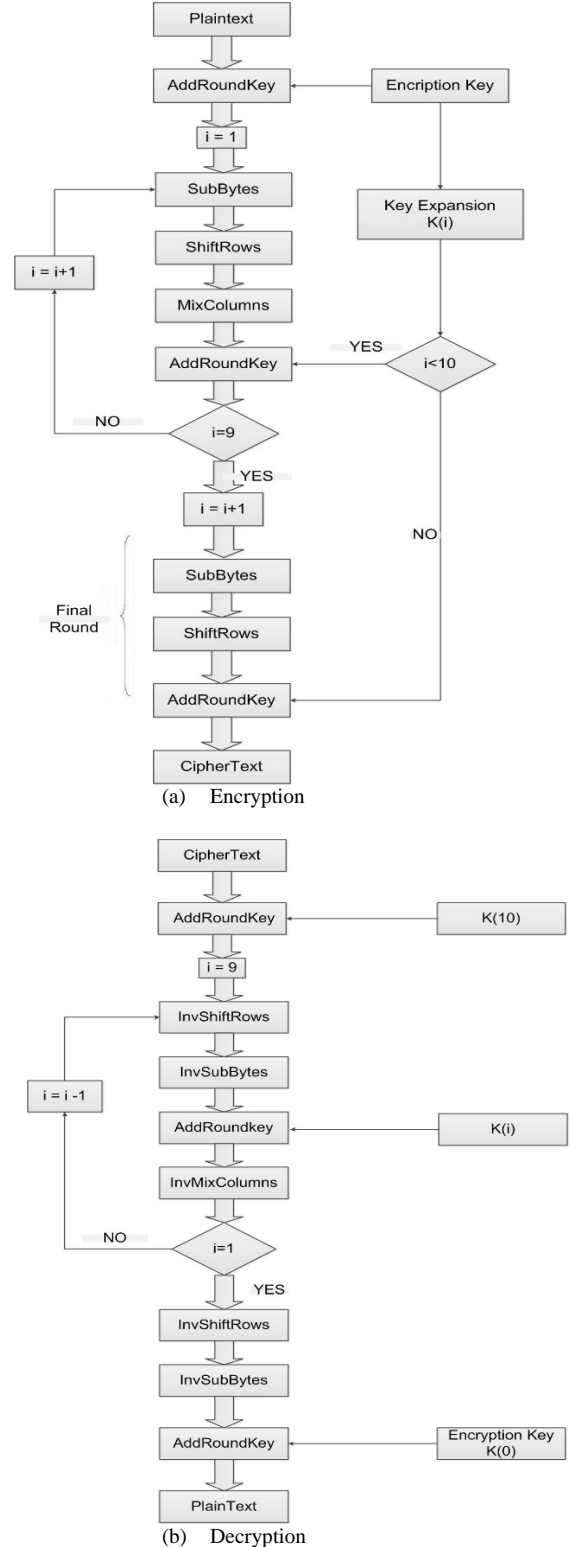 Plaintext
AddRoundKey
Encription Key
i = 1
SubBytes
Key Expansion
K(i)
ShiftRows
i = i+1
MixColumns
YES
AddRoundKey
i<10
NO
i=9
YES
i = i+1
NO
SubBytes
Final
Round
ShiftRows
AddRoundKey
CipherText
(a) Encryption
CipherText
AddRoundKey
K(10)
i = 9
InvShiftRows
InvSubBytes
i = i -1
AddRoundkey
K(i)
InvMixColumns
NO
i=1
YES
InvShiftRows
InvSubBytes
AddRoundKey
Encryption Key
K(0)
PlainText
(b) Decryption